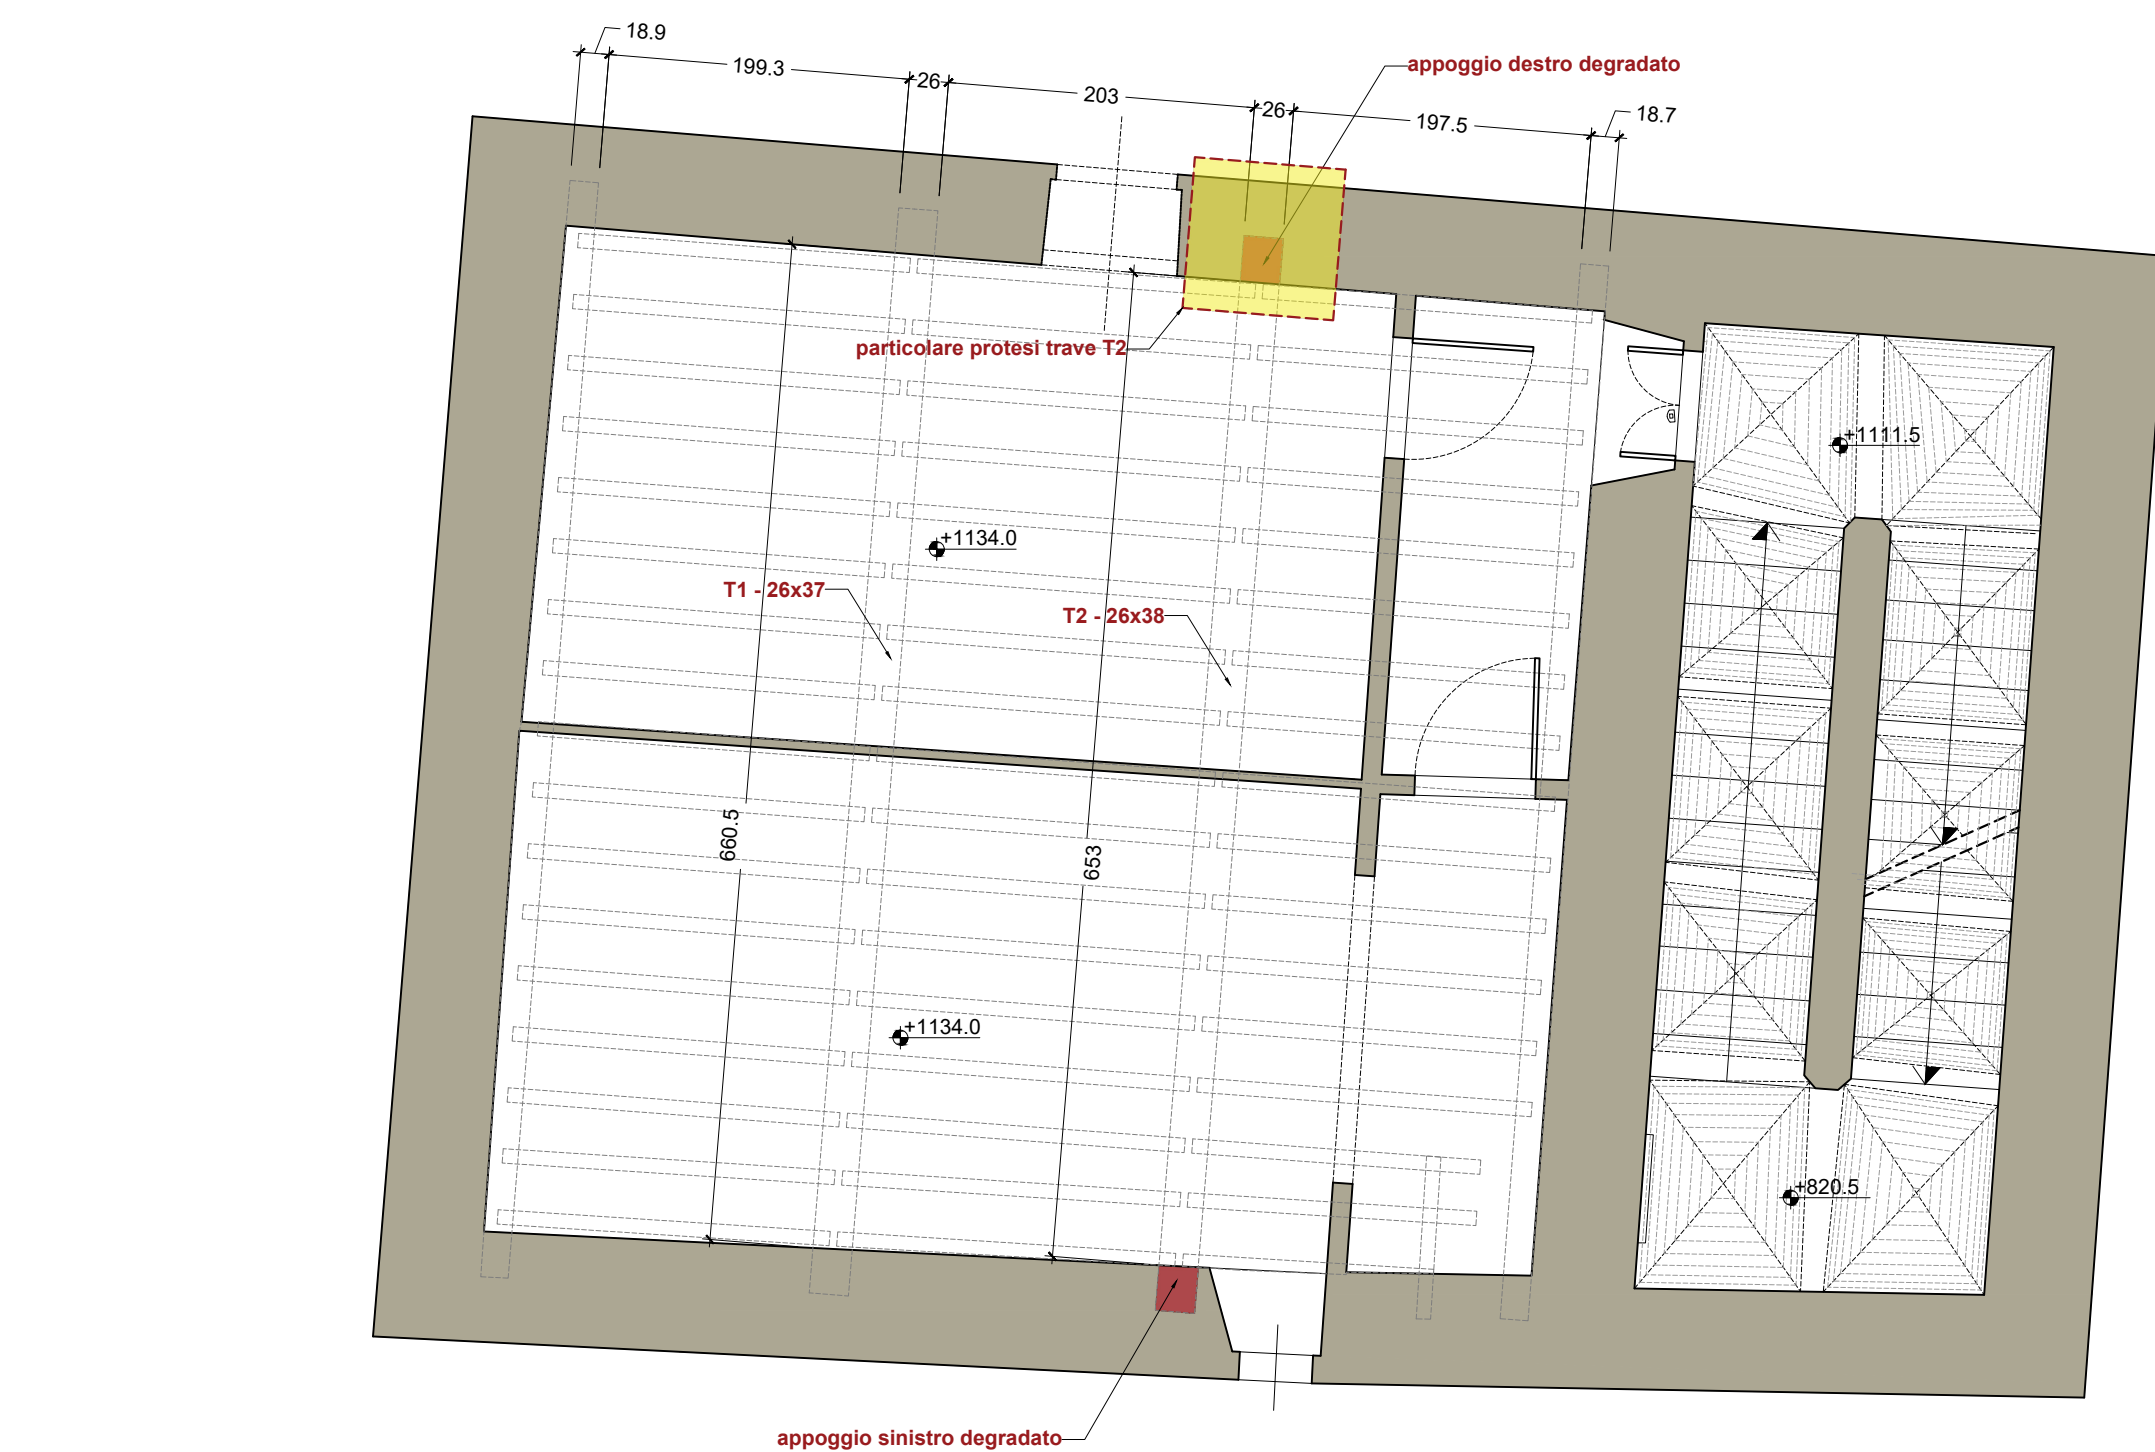 18.9
199.3
26
203
26
197.5
18.7
appoggio destro degradato
particolare protesi trave T2
+1111.5
+1134.0
T1 - 26x37
T2 - 26x38
660.5
653
+1134.0
+820.5
appoggio sinistro degradato